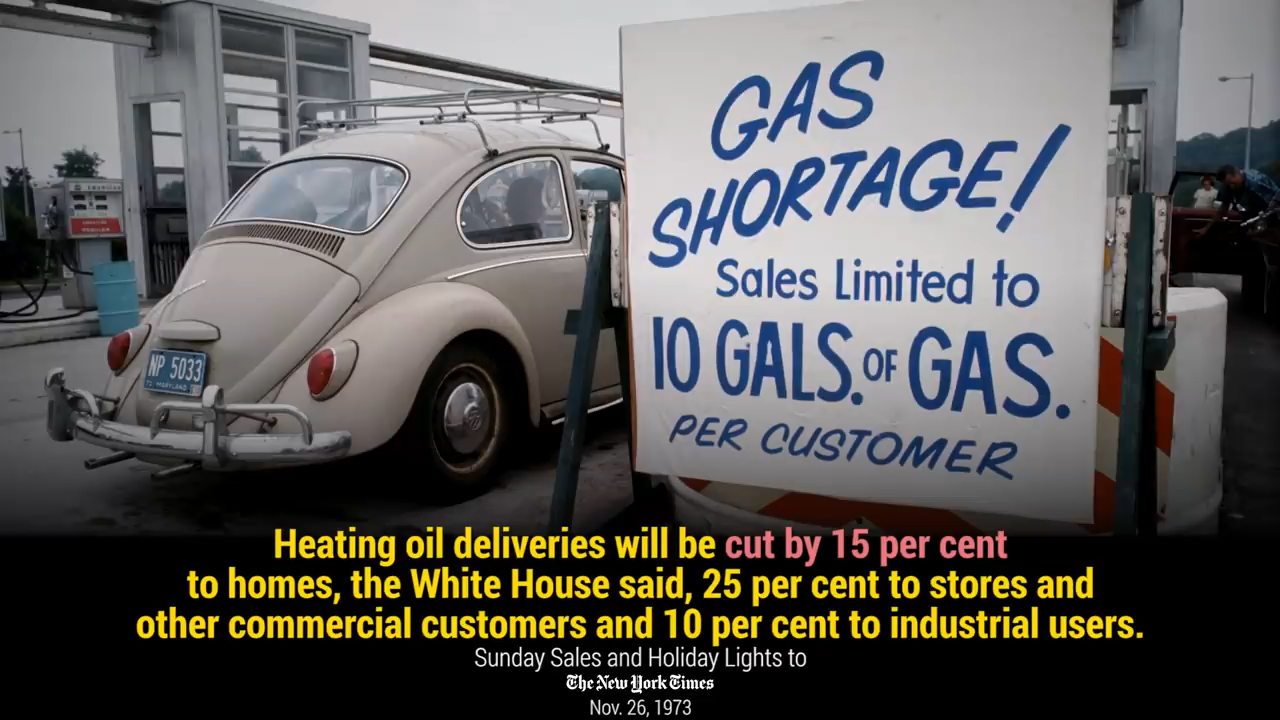 GAS
SHORTAGE!
Sales Limited to
10 GALS. OF GAS.
PER CUSTOMER
NP 5033
MARYLAND
Heating oil deliveries will be cut by 15 per cent
to homes, the White House said, 25 per cent to stores and
other commercial customers and 10 per cent to industrial users.
Sunday Sales and Holiday Lights to
The New York Times
Nov. 26, 1973